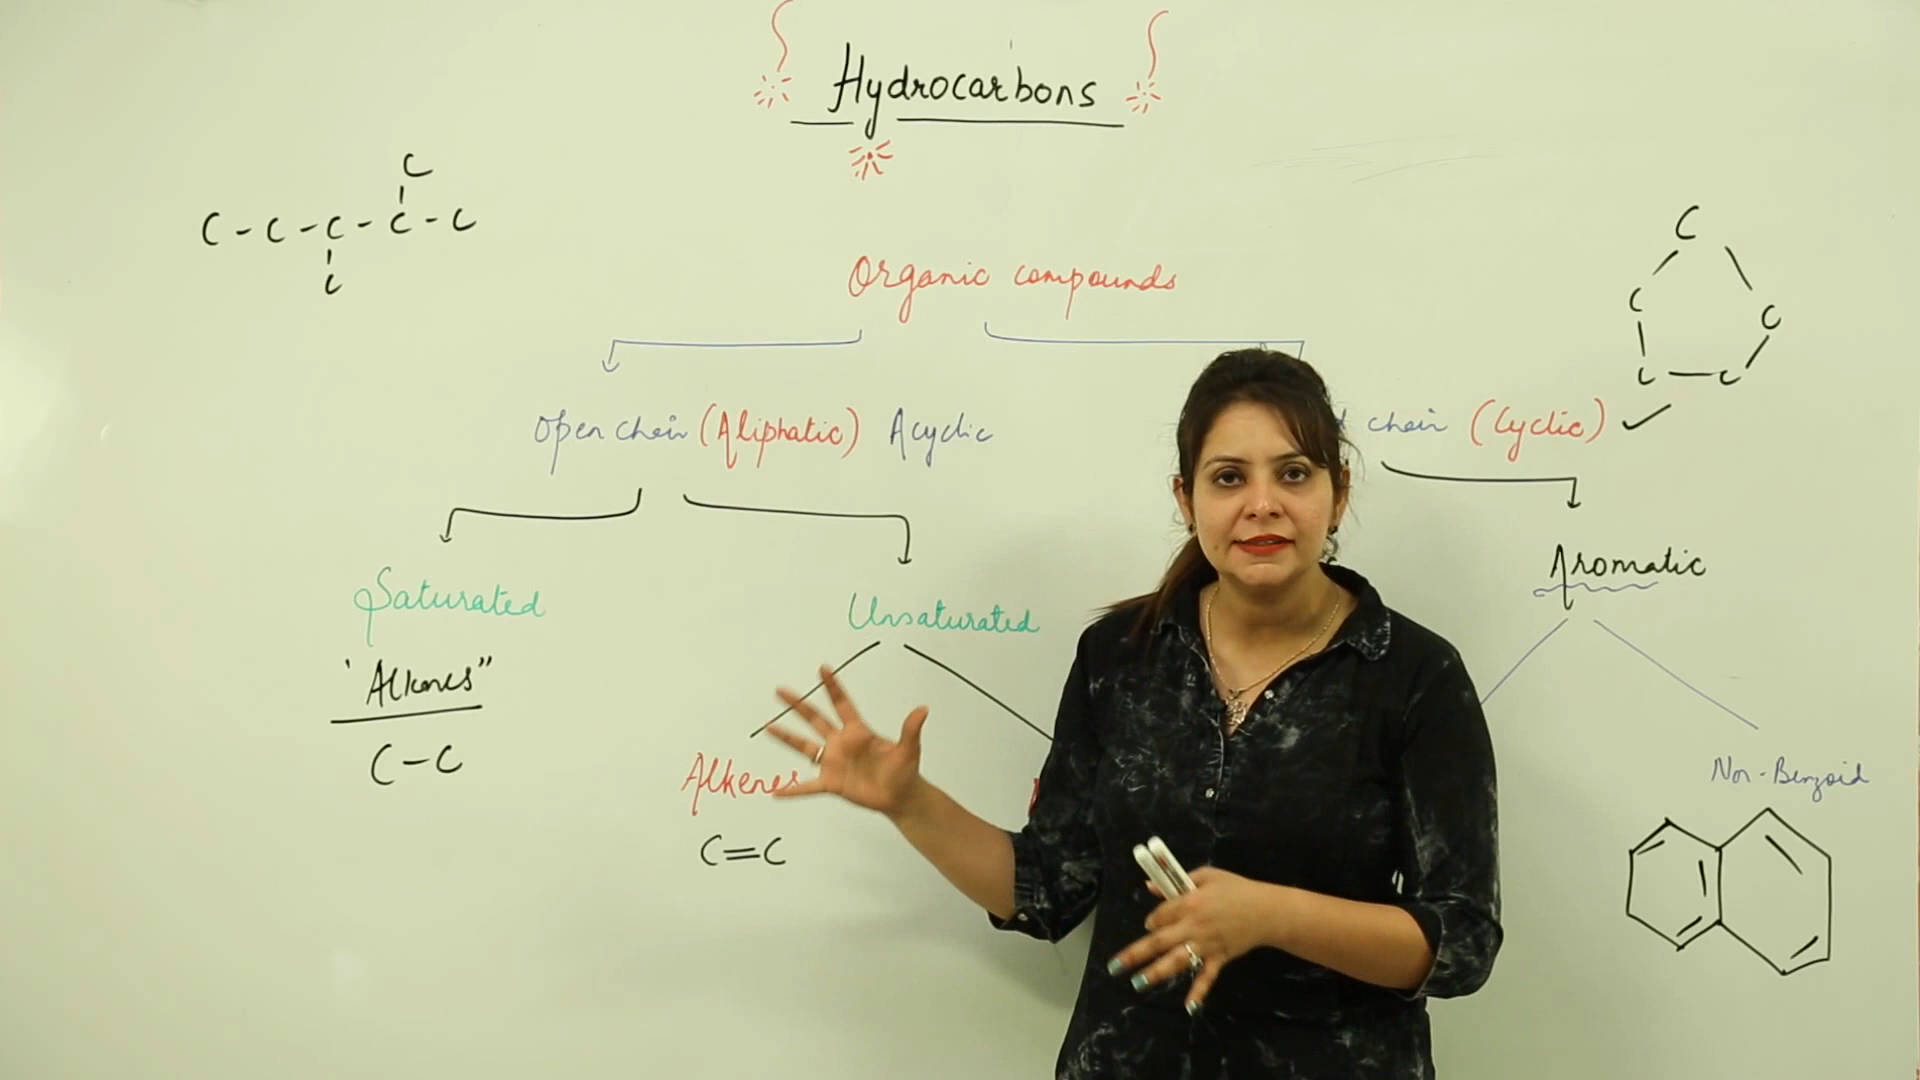 Hydrocarbons
C
C - C - C - C - C
C
C
C C
C C
Organic compounds
Open chain (Aliphatic) Acyclic
chain (Cyclic) ✓
Aromatic
Saturated
Unsaturated
'Alkanes"
C-C
Alkenes
C=C
Non-Benzoid